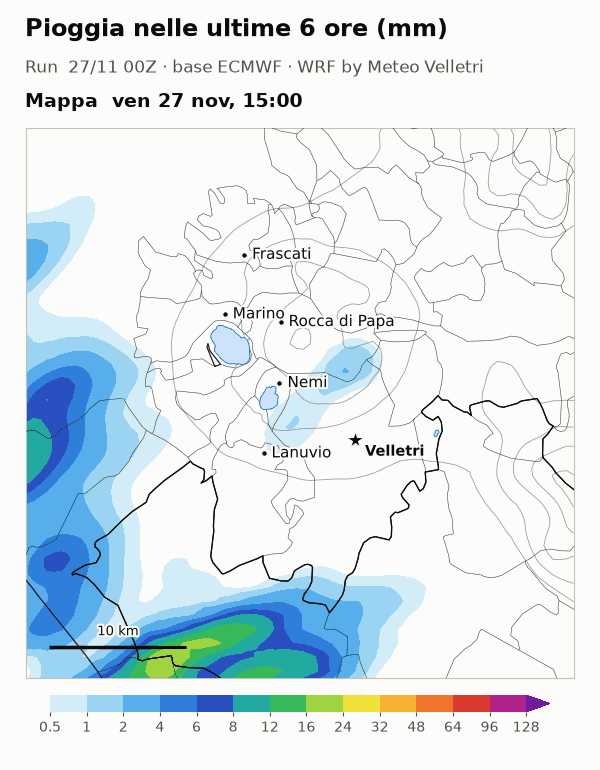 Pioggia nelle ultime 6 ore (mm)
Run 27/11 00Z · base ECMWF · WRF by Meteo Velletri
Mappa ven 27 nov, 15:00
Frascati
Marino
Rocca di Papa
Nemi
Velletri
Lanuvio
10 km
0.5 1 2 4 6 8 12 16 24 32 48 64 96 128